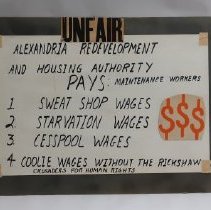 UNFAIR
ALEXANDRIA REDEVELOPMENT
AND HOUSING AUTHORITY
PAYS. MAINTENANCE WORKERS
1 SWEAT SHOP WAGES
2 STARVATION WAGES
3 CESSPOOL WAGES
$$$
4 COOLIE WAGES WITHOUT THE RICKSHAW
CRUSADERS FOR HUMAN RIGHTS